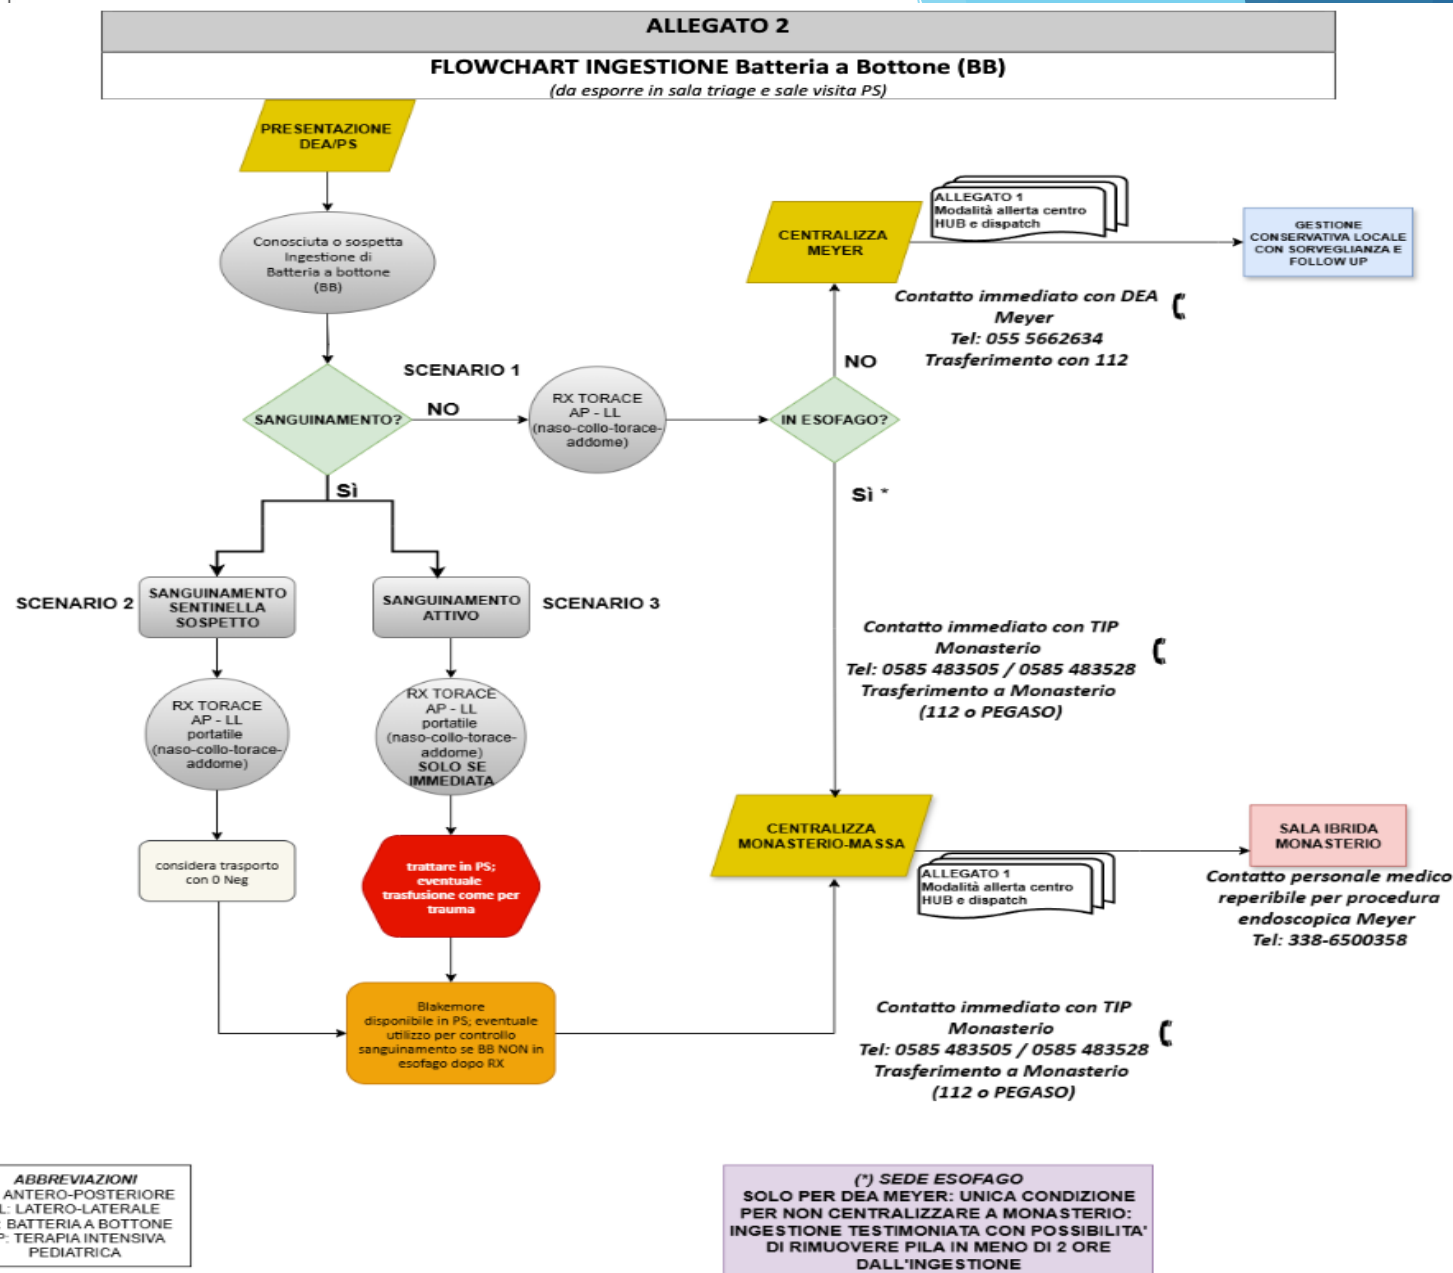 ALLEGATO 2
FLOWCHART INGESTIONE Batteria a Bottone (BB)
(da esporre in sala triage e sale visita PS)
PRESENTAZIONE
DEA/PS
Conosciuta o sospetta
Ingestione di
Batteria a bottone
(BB)
SANGUINAMENTO?
NO
SCENARIO 1
RX TORACE
AP - LL
(naso-collo-torace-
addome)
IN ESOFAGO?
NO
CENTRALIZZA
MEYER
ALLEGATO 1
Modalità allerta centro
HUB e dispatch
GESTIONE
CONSERVATIVA LOCALE
CON SORVEGLIANZA E
FOLLOW UP
Contatto immediato con DEA
Meyer
Tel: 055 5662634
Trasferimento con 112
Sì *
Sì
SCENARIO 2
SANGUINAMENTO
SENTINELLA
SOSPETTO
SANGUINAMENTO
ATTIVO
SCENARIO 3
RX TORACE
AP - LL
portatile
(naso-collo-torace-
addome)
RX TORACE
AP - LL
portatile
(naso-collo-torace-
addome)
SOLO SE
IMMEDIATA
Contatto immediato con TIP
Monasterio
Tel: 0585 483505 / 0585 483528
Trasferimento a Monasterio
(112 o PEGASO)
considera trasporto
con 0 Neg
trattare in PS;
eventuale
trasfusione come per
trauma
CENTRALIZZA
MONASTERIO-MASSA
ALLEGATO 1
Modalità allerta centro
HUB e dispatch
SALA IBRIDA
MONASTERIO
Contatto personale medico
reperibile per procedura
endoscopica Meyer
Tel: 338-6500358
Blakemore
disponibile in PS; eventuale
utilizzo per controllo
sanguinamento se BB NON in
esofago dopo RX
Contatto immediato con TIP
Monasterio
Tel: 0585 483505 / 0585 483528
Trasferimento a Monasterio
(112 o PEGASO)
ABBREVIAZIONI
ANTERO-POSTERIORE
L: LATERO-LATERALE
: BATTERIA A BOTTONE
P: TERAPIA INTENSIVA
PEDIATRICA
(*) SEDE ESOFAGO
SOLO PER DEA MEYER: UNICA CONDIZIONE
PER NON CENTRALIZZARE A MONASTERIO:
INGESTIONE TESTIMONIATA CON POSSIBILITA'
DI RIMUOVERE PILA IN MENO DI 2 ORE
DALL'INGESTIONE